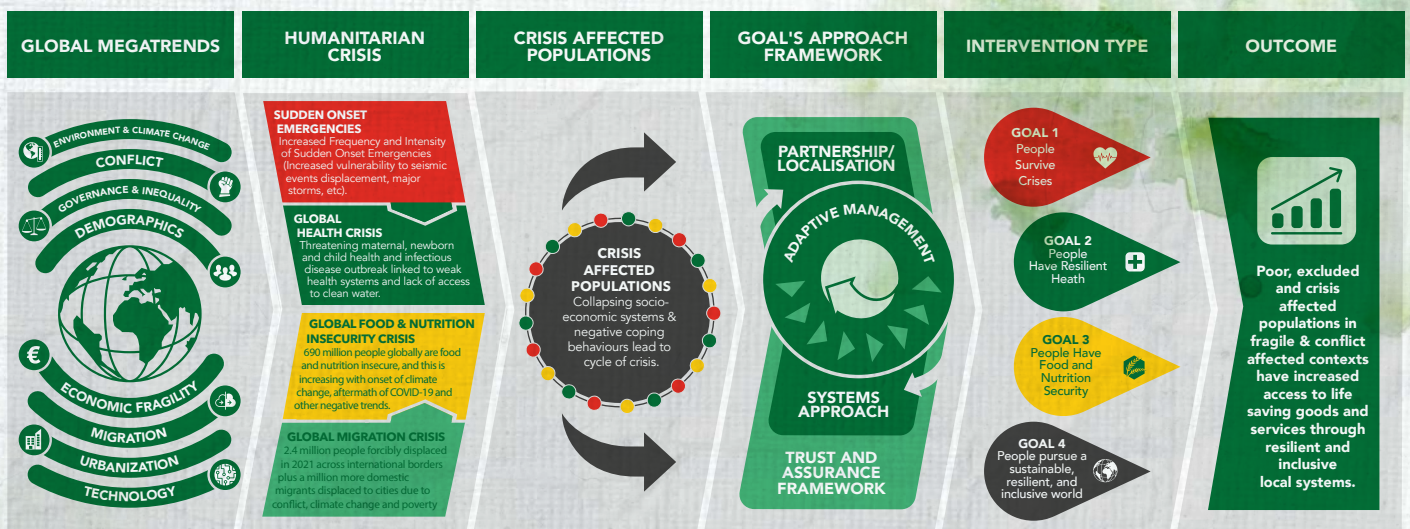 GLOBAL MEGATRENDS
HUMANITARIAN
CRISIS
CRISIS AFFECTED
POPULATIONS
GOAL'S APPROACH
FRAMEWORK
INTERVENTION TYPE
OUTCOME
ENVIRONMENT & CLIMATE CHANGE
CONFLICT
GOVERNANCE & INEQUALITY
DEMOGRAPHICS
€
ECONOMIC FRAGILITY
MIGRATION
URBANIZATION
TECHNOLOGY
SUDDEN ONSET
EMERGENCIES
Increased Frequency and Intensity
of Sudden Onset Emergencies
(Increased vulnerability to seismic
events displacement, major
storms, etc).
GLOBAL
HEALTH CRISIS
Threatening maternal, newborn
and child health and infectious
disease outbreak linked to weak
health systems and lack of access
to clean water.
GLOBAL FOOD & NUTRITION
INSECURITY CRISIS
690 million people globally are food
and nutrition insecure, and this is
increasing with onset of climate
change, aftermath of COVID-19 and
other negative trends.
GLOBAL MIGRATION CRISIS
2.4 million people forcibly displaced
in 2021 across international borders
plus a million more domestic
migrants displaced to cities due to
conflict, climate change and poverty
CRISIS
AFFECTED
POPULATIONS
Collapsing socio-
economic systems &
negative coping
behaviours lead to
cycle of crisis.
PARTNERSHIP/
LOCALISATION
ADAPTIVE MANAGEMENT
SYSTEMS
APPROACH
TRUST AND
ASSURANCE
FRAMEWORK
GOAL 1
People
Survive
Crises
GOAL 2
People
Have Resilient
Heath
GOAL 3
People Have
Food and
Nutrition
Security
GOAL 4
People pursue a
sustainable,
resilient, and
inclusive world
Poor, excluded
and crisis
affected
populations in
fragile & conflict
affected contexts
have increased
access to life
saving goods and
services through
resilient and
inclusive
local systems.